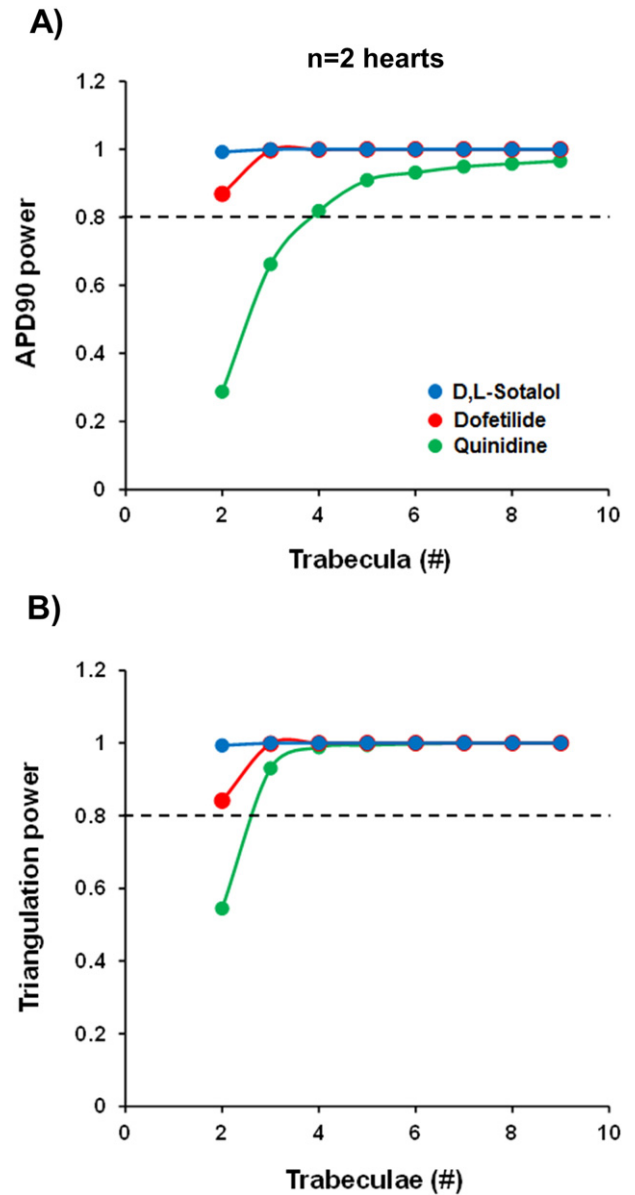 A)
n=2 hearts
1.2
1
0.8
0.6
0.4
0.2
0
0 2 4 6 8 10
APD90 power
Trabecula (#)
D,L-Sotalol
Dofetilide
Quinidine
B)
1.2
1
0.8
0.6
0.4
0.2
0
0 2 4 6 8 10
Triangulation power
Trabeculae (#)